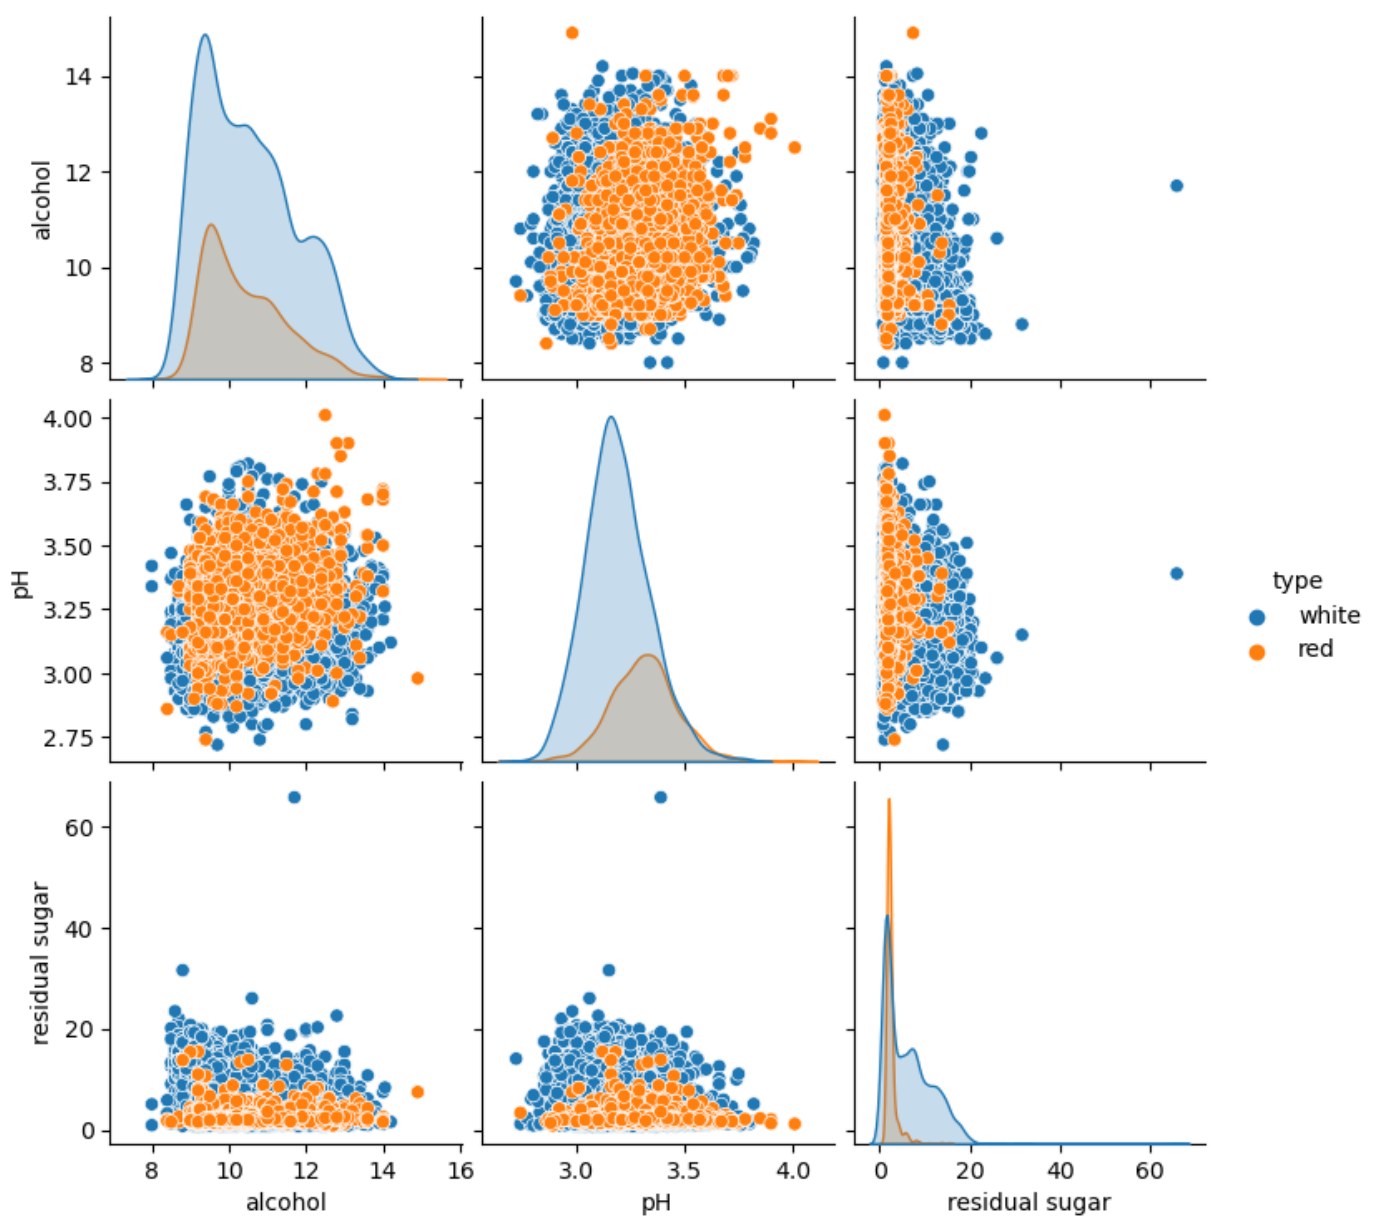 14
12
10
8
alcohol
4.00
3.75
3.50
3.25
3.00
2.75
pH
type
white
red
60
40
20
0
residual sugar
8 10 12 14 16
alcohol
3.0 3.5 4.0
pH
0 20 40 60
residual sugar